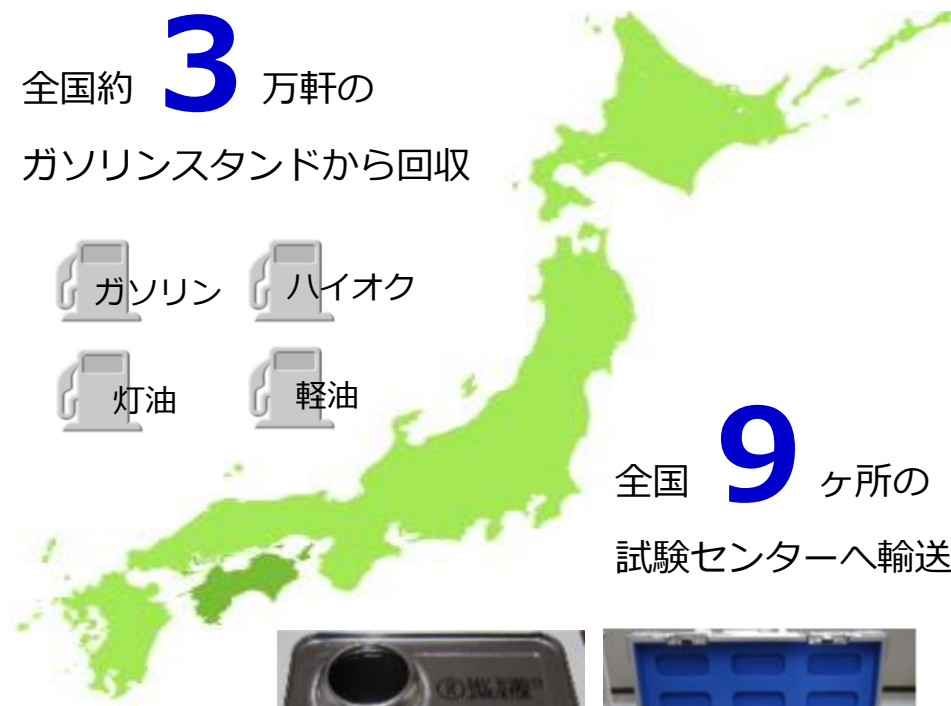 全国約 3 万軒の
ガソリンスタンドから回収
ガソリン ハイオク
灯油 軽油
全国 9 ヶ所の
試験センターへ輸送